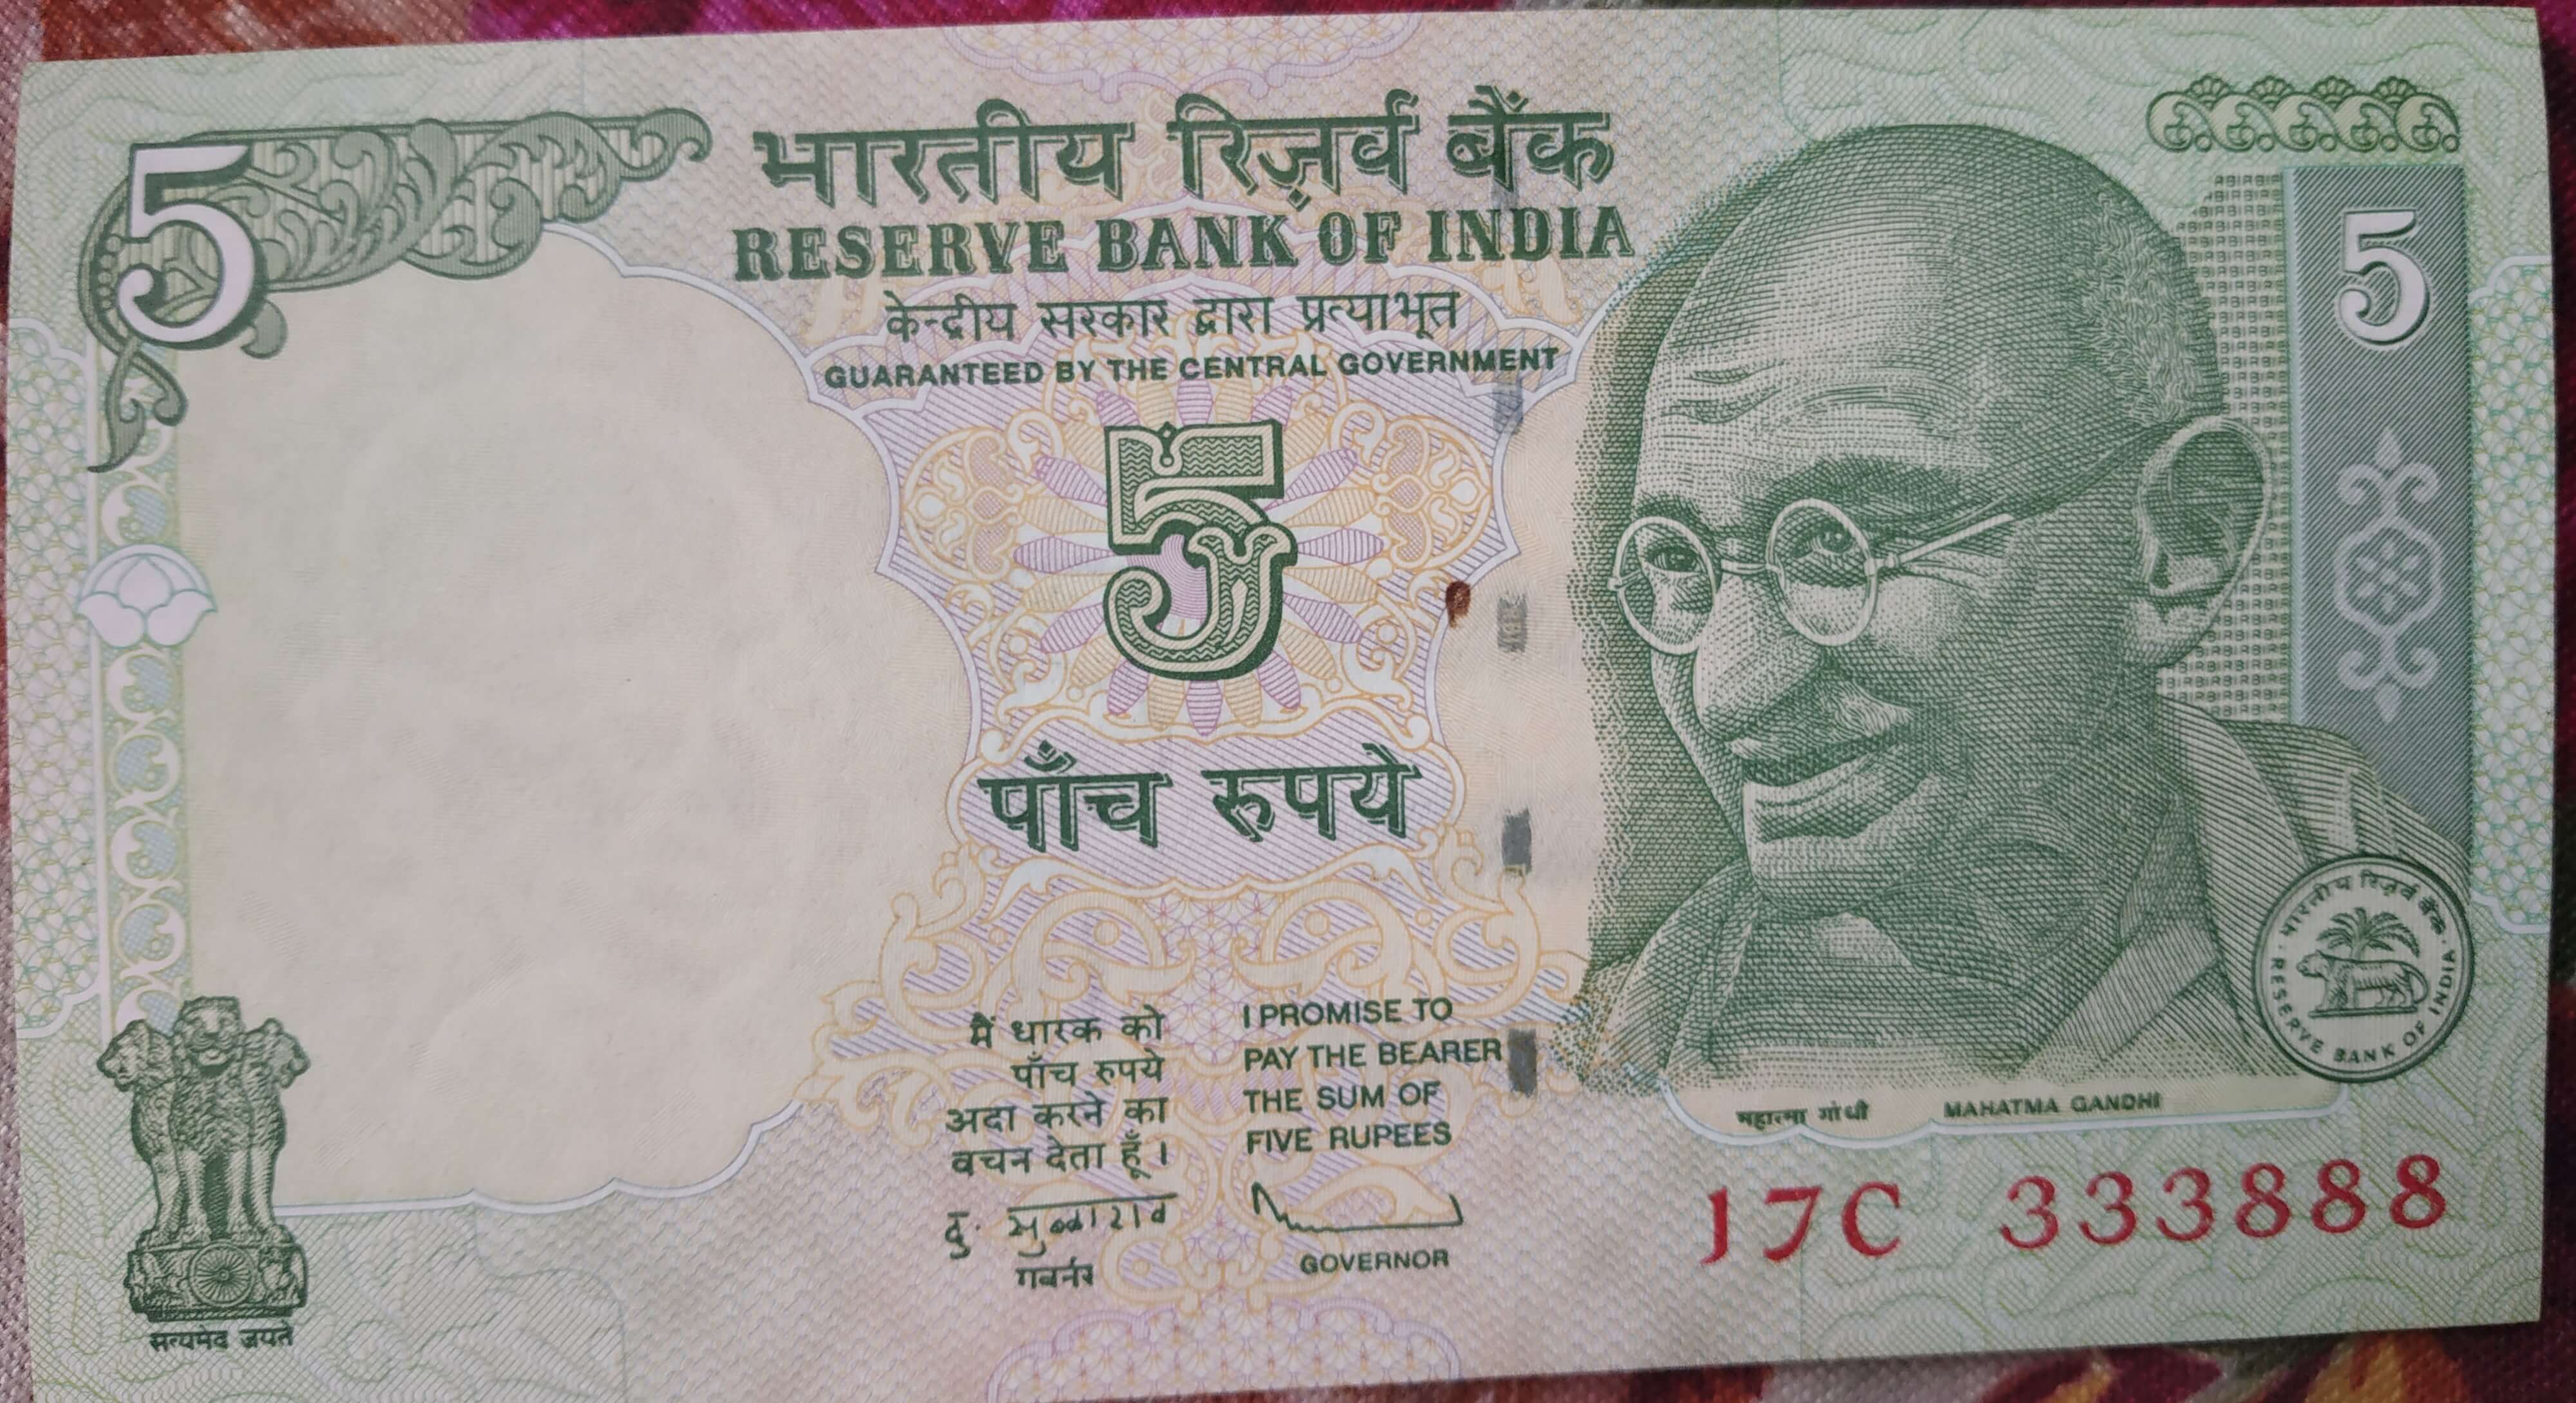 5
भारतीय रिज़र्व बैंक
RESERVE BANK OF INDIA
केन्द्रीय सरकार द्वारा प्रत्याभूत
GUARANTEED BY THE CENTRAL GOVERNMENT
5
5
पाँच रुपये
मैं धारक को
पाँच रुपये
अदा करने का
वचन देता हूँ।
I PROMISE TO
PAY THE BEARER
THE SUM OF
FIVE RUPEES
दु. सुब्बाराव
गवर्नर
GOVERNOR
भारतीय रिज़र्व बैंक
RESERVE BANK OF INDIA
महात्मा गांधी MAHATMA GANDHI
17C 333888
सत्यमेव जयते